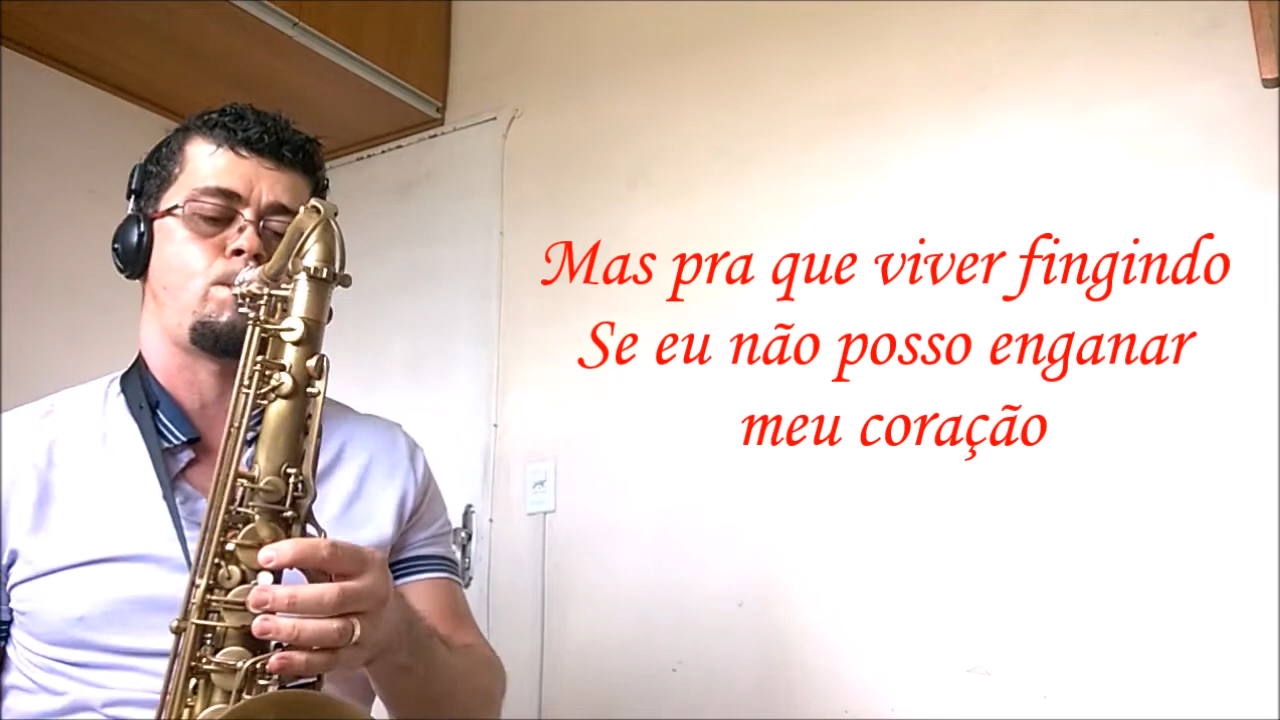 Mas pra que viver fingindo
Se eu não posso enganar
meu coração